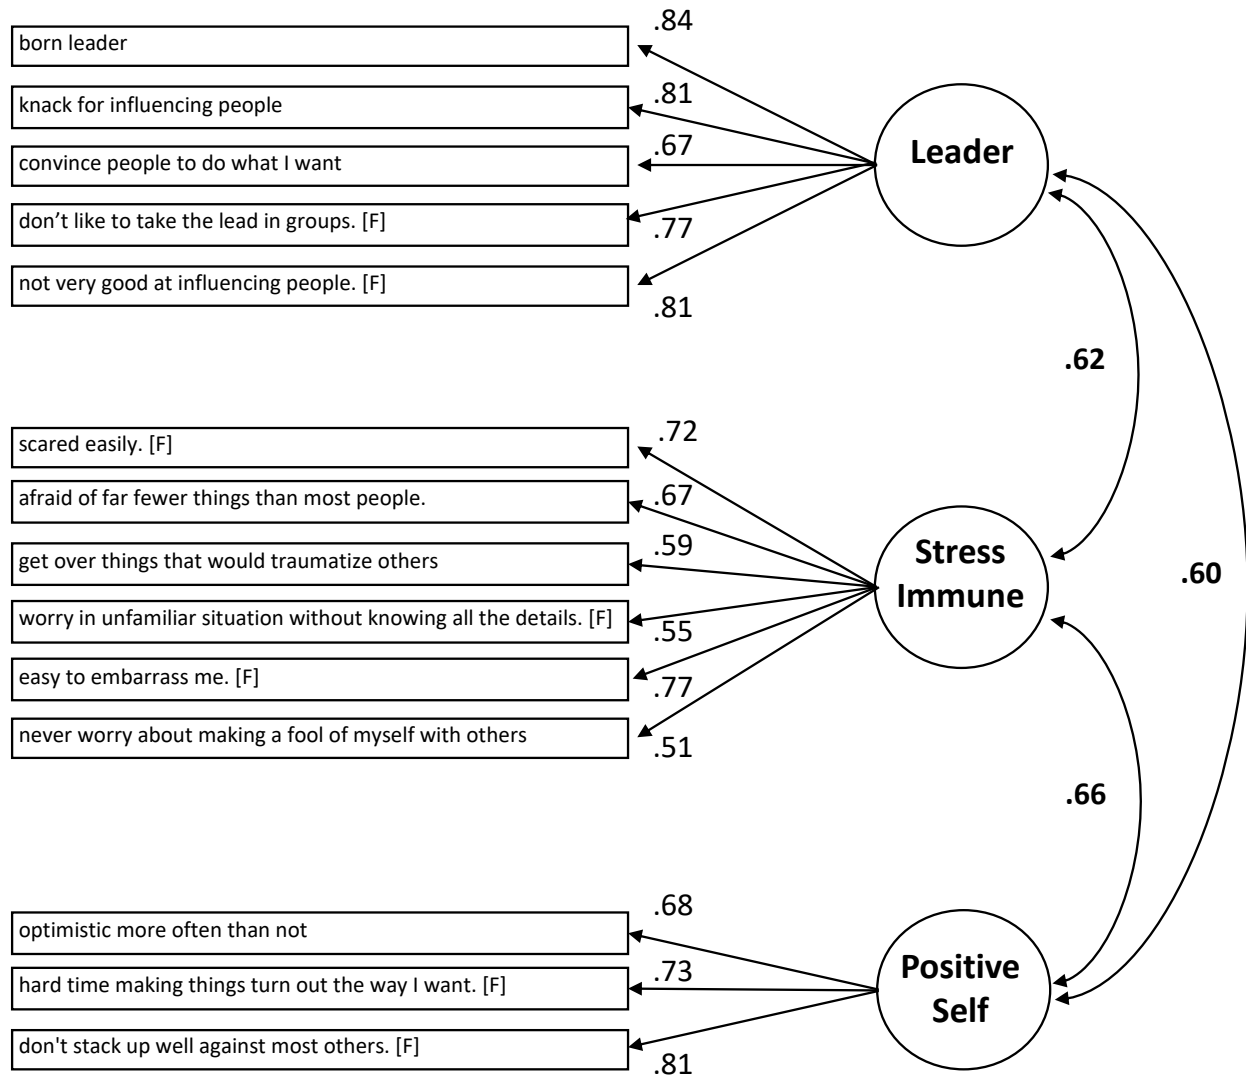 .84
born leader
.81
knack for influencing people
.67
convince people to do what I want
don’t like to take the lead in groups. [F]
.77
not very good at influencing people. [F]
.81
Leader
.62
.72
scared easily. [F]
.67
afraid of far fewer things than most people.
.59
get over things that would traumatize others
worry in unfamiliar situation without knowing all the details. [F]
.55
easy to embarrass me. [F]
.77
never worry about making a fool of myself with others
.51
Stress
Immune
.60
.66
.68
optimistic more often than not
.73
hard time making things turn out the way I want. [F]
don't stack up well against most others. [F]
.81
Positive
Self